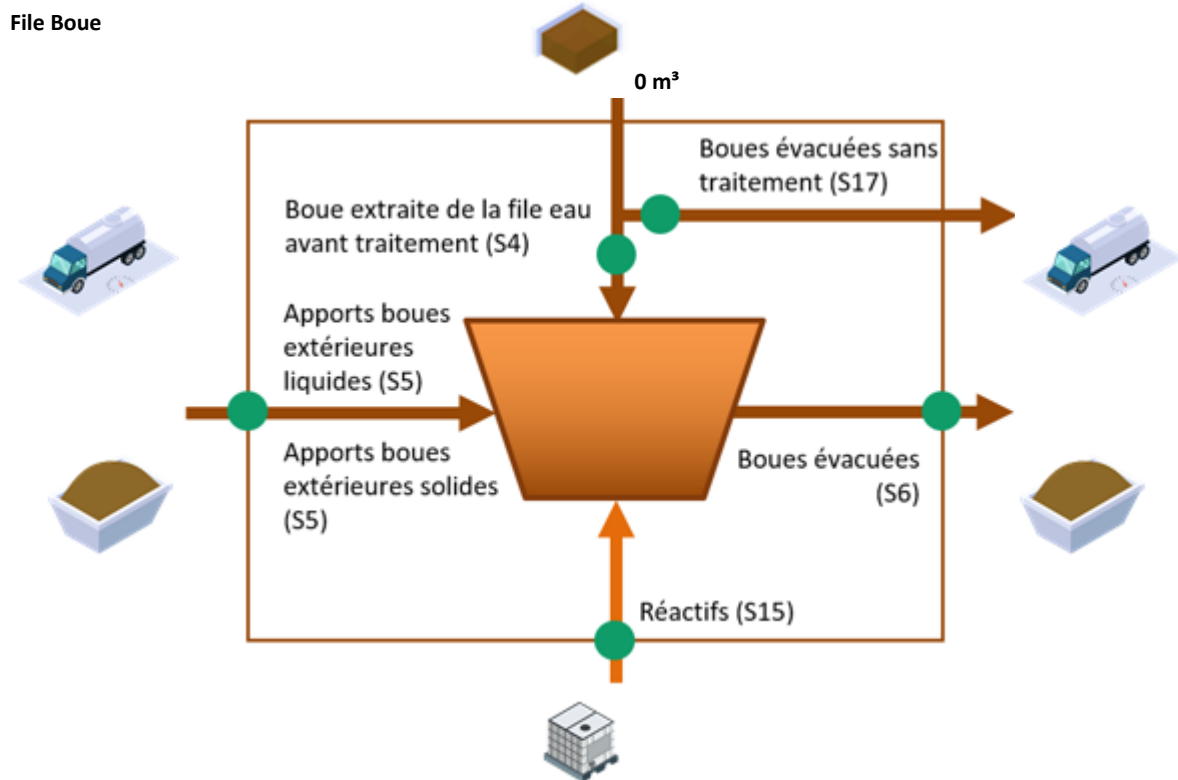 File Boue
0 m³
Boues évacuées sans
traitement (S17)
Boue extraite de la file eau
avant traitement (S4)
Apports boues
extérieures
liquides (S5)
Apports boues
extérieures solides
(S5)
Boues évacuées
(S6)
Réactifs (S15)